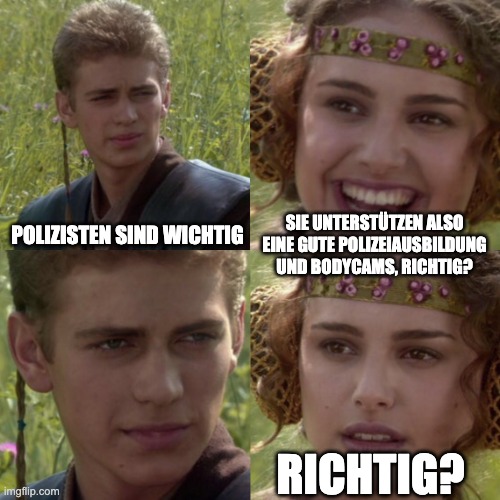 POLIZISTEN SIND WICHTIG
SIE UNTERSTÜTZEN ALSO
EINE GUTE POLIZEIAUSBILDUNG
UND BODYCAMS, RICHTIG?
RICHTIG?
imgflip.com